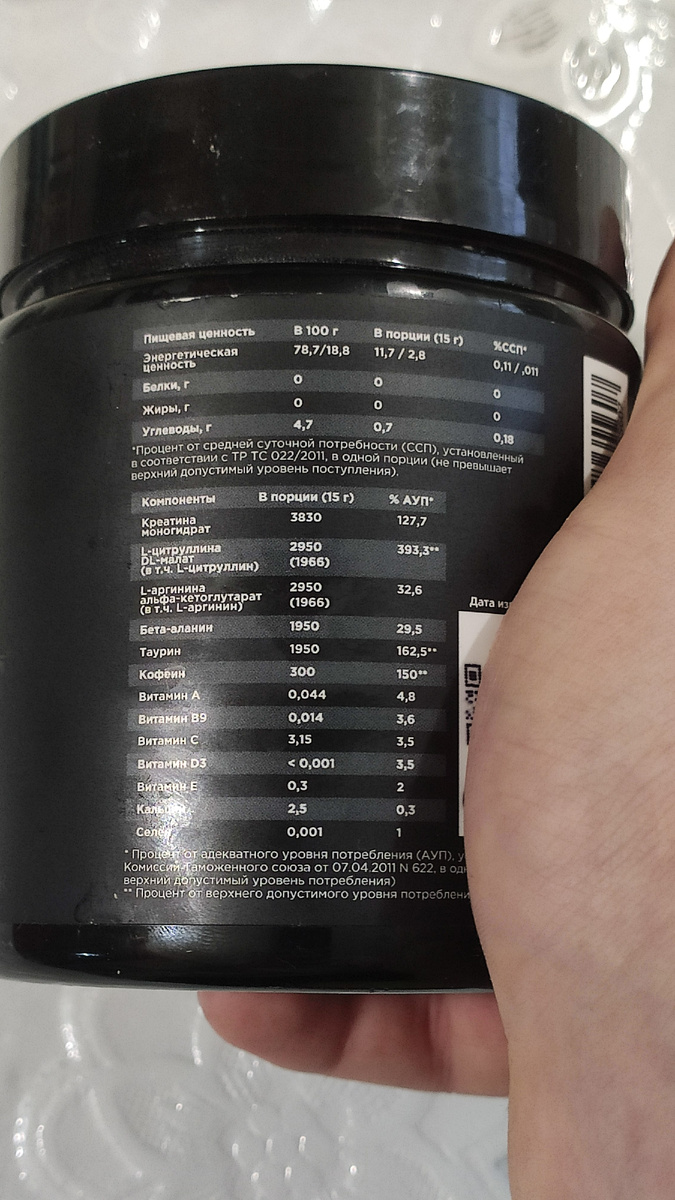 Пищевая ценность В 100 г В порции (15 г) %ССП*
Энергетическая ценность 78,7/18,8 11,7 / 2,8 0,11 / ,011
Белки, г 0 0 0
Жиры, г 0 0 0
Углеводы, г 4,7 0,7 0,18
*Процент от средней суточной потребности (ССП), установленный
в соответствии с ТР ТС 022/2011, в одной порции (не превышает
верхний допустимый уровень поступления).
Компоненты В порции (15 г) % АУП*
Креатина моногидрат 3830 127,7
L-цитруллина 2950 393,3**
DL-малат (1966)
(в т.ч. L-цитруллин)
L-аргинина 2950 32,6
альфа-кетоглутарат (1966)
(в т.ч. L-аргинин)
Бета-аланин 1950 29,5
Таурин 1950 162,5**
Кофеин 300 150**
Витамин A 0,044 4,8
Витамин B9 0,014 3,6
Витамин C 3,15 3,5
Витамин D3 < 0,001 3,5
Витамин E 0,3 2
Кальций 2,5 0,3
Селен 0,001 1
* Процент от адекватного уровня потребления (АУП),
Комиссии Таможенного союза от 07.04.2011 N 622, в
верхний допустимый уровень потребления)
** Процент от верхнего допустимого уровня
Дата